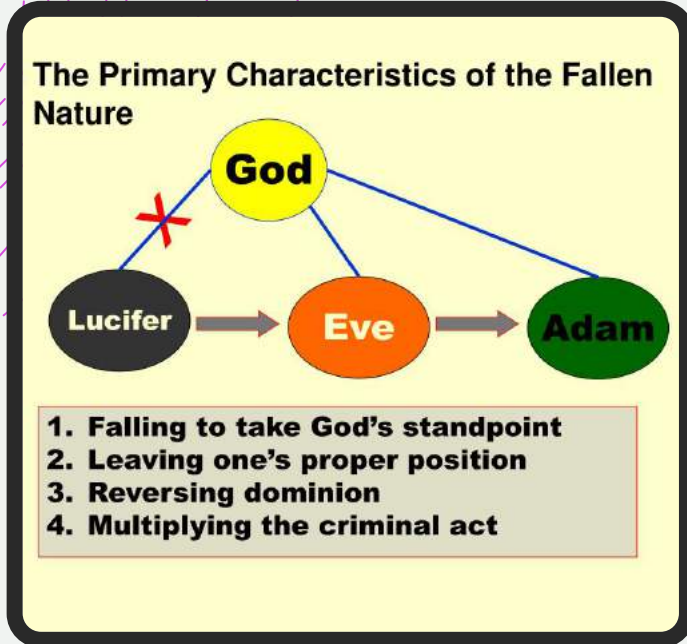 The Primary Characteristics of the Fallen
Nature
God
Lucifer
Eve
Adam
1. Falling to take God's standpoint
2. Leaving one's proper position
3. Reversing dominion
4. Multiplying the criminal act